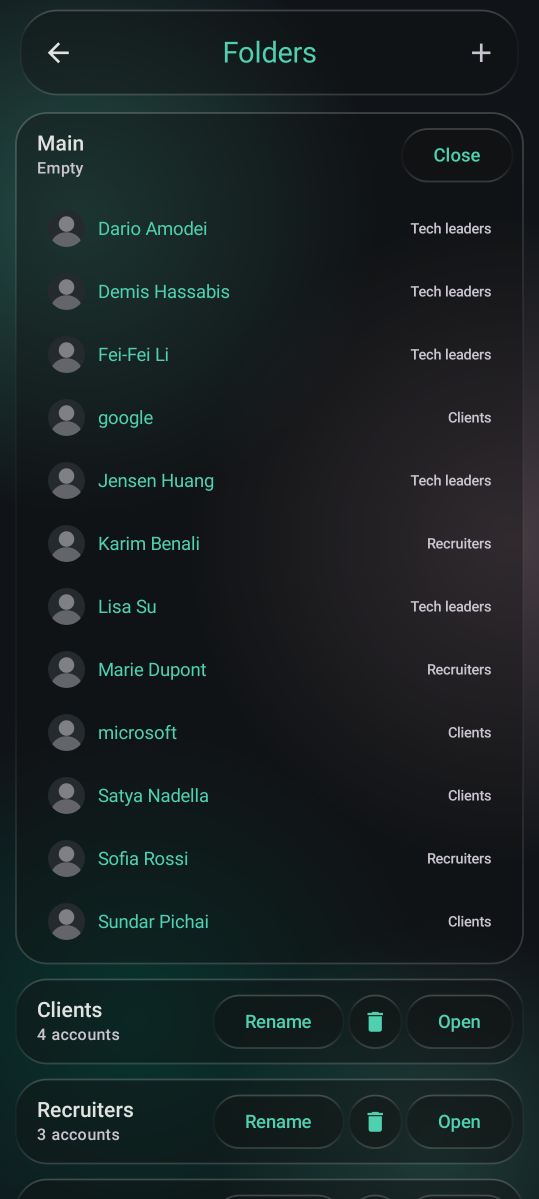 Folders
Main
Empty
Close
Dario Amodei Tech leaders
Demis Hassabis Tech leaders
Fei-Fei Li Tech leaders
google Clients
Jensen Huang Tech leaders
Karim Benali Recruiters
Lisa Su Tech leaders
Marie Dupont Recruiters
microsoft Clients
Satya Nadella Clients
Sofia Rossi Recruiters
Sundar Pichai Clients
Clients
4 accounts
Rename Open
Recruiters
3 accounts
Rename Open